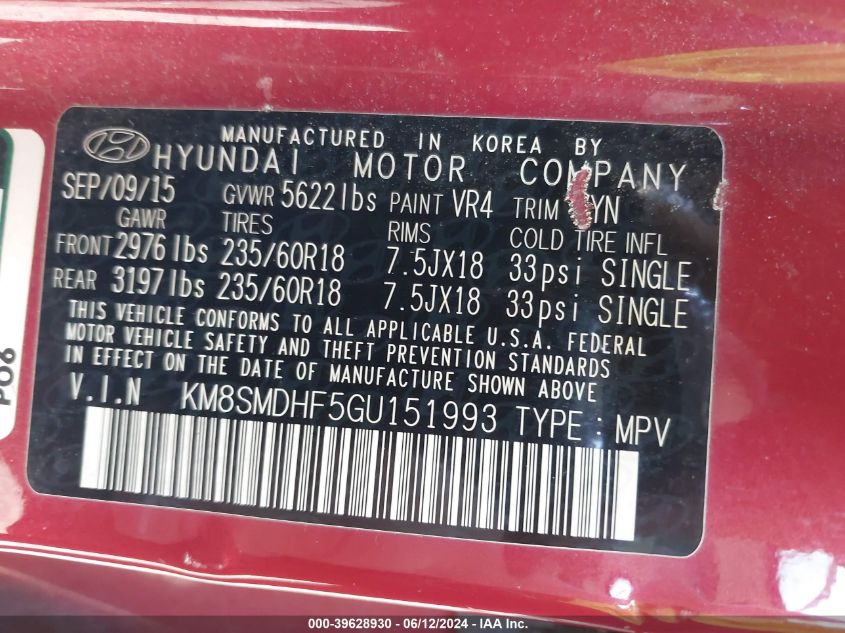 MANUFACTURED IN KOREA BY
HYUNDAI MOTOR COMPANY
SEP/09/15 GVWR 5622lbs PAINT VR4 TRIM YN
GAWR TIRES RIMS COLD TIRE INFL
FRONT 2976lbs 235/60R18 7.5JX18 33psi SINGLE
REAR 3197lbs 235/60R18 7.5JX18 33psi SINGLE
THIS VEHICLE CONFORMS TO ALL APPLICABLE U.S.A. FEDERAL
MOTOR VEHICLE SAFETY AND THEFT PREVENTION STANDARDS
IN EFFECT ON THE DATE OF MANUFACTURE SHOWN ABOVE
V.I.N KM8SMDHF5GU151993 TYPE : MPV
000-39628930 - 06/12/2024 - IAA Inc.